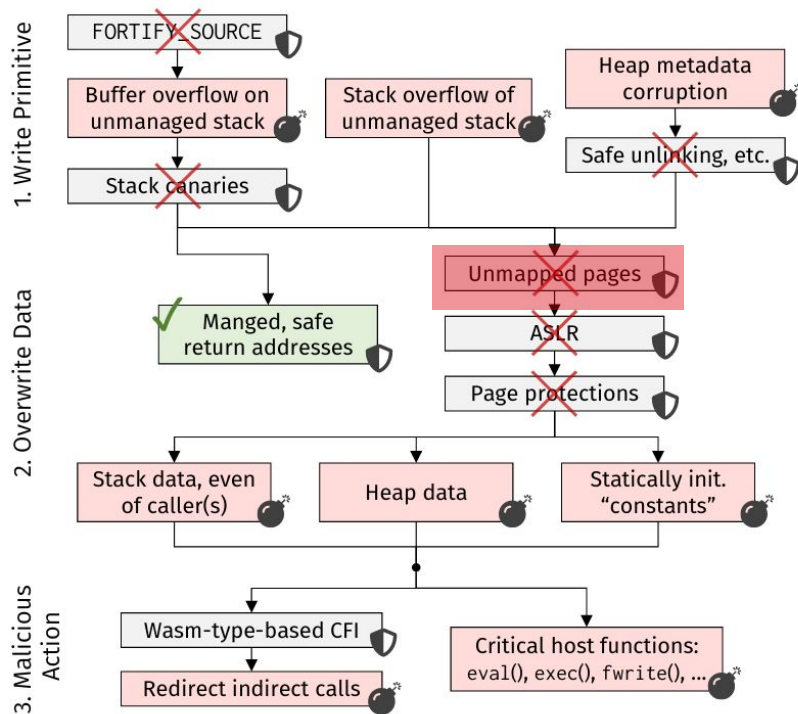 1. Write Primitive
FORTIFY_SOURCE
Buffer overflow on
unmanaged stack
Stack canaries
Stack overflow of
unmanaged stack
Heap metadata
corruption
Safe unlinking, etc.
2. Overwrite Data
Manged, safe
return addresses
Unmapped pages
ASLR
Page protections
Stack data, even
of caller(s)
Heap data
Statically init.
“constants”
3. Malicious
Action
Wasm-type-based CFI
Redirect indirect calls
Critical host functions:
eval(), exec(), fwrite(), ...